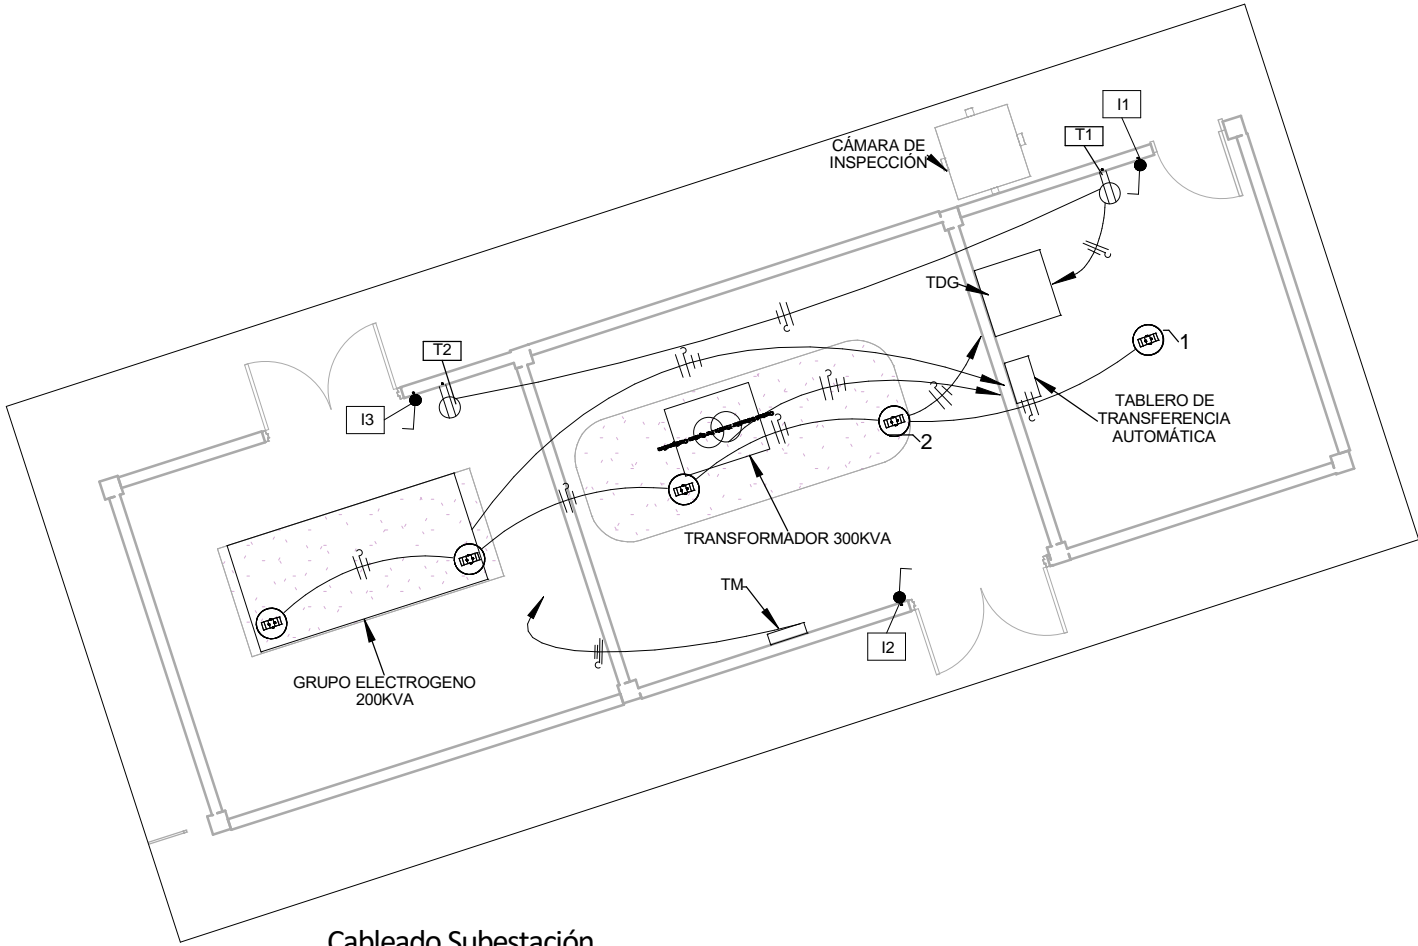 I1
T1
CÁMARA DE
INSPECCIÓN
TDG
1
T2
I3
TABLERO DE
TRANSFERENCIA
AUTOMÁTICA
2
TRANSFORMADOR 300KVA
TM
I2
GRUPO ELECTROGENO
200KVA
Cableado Subestación